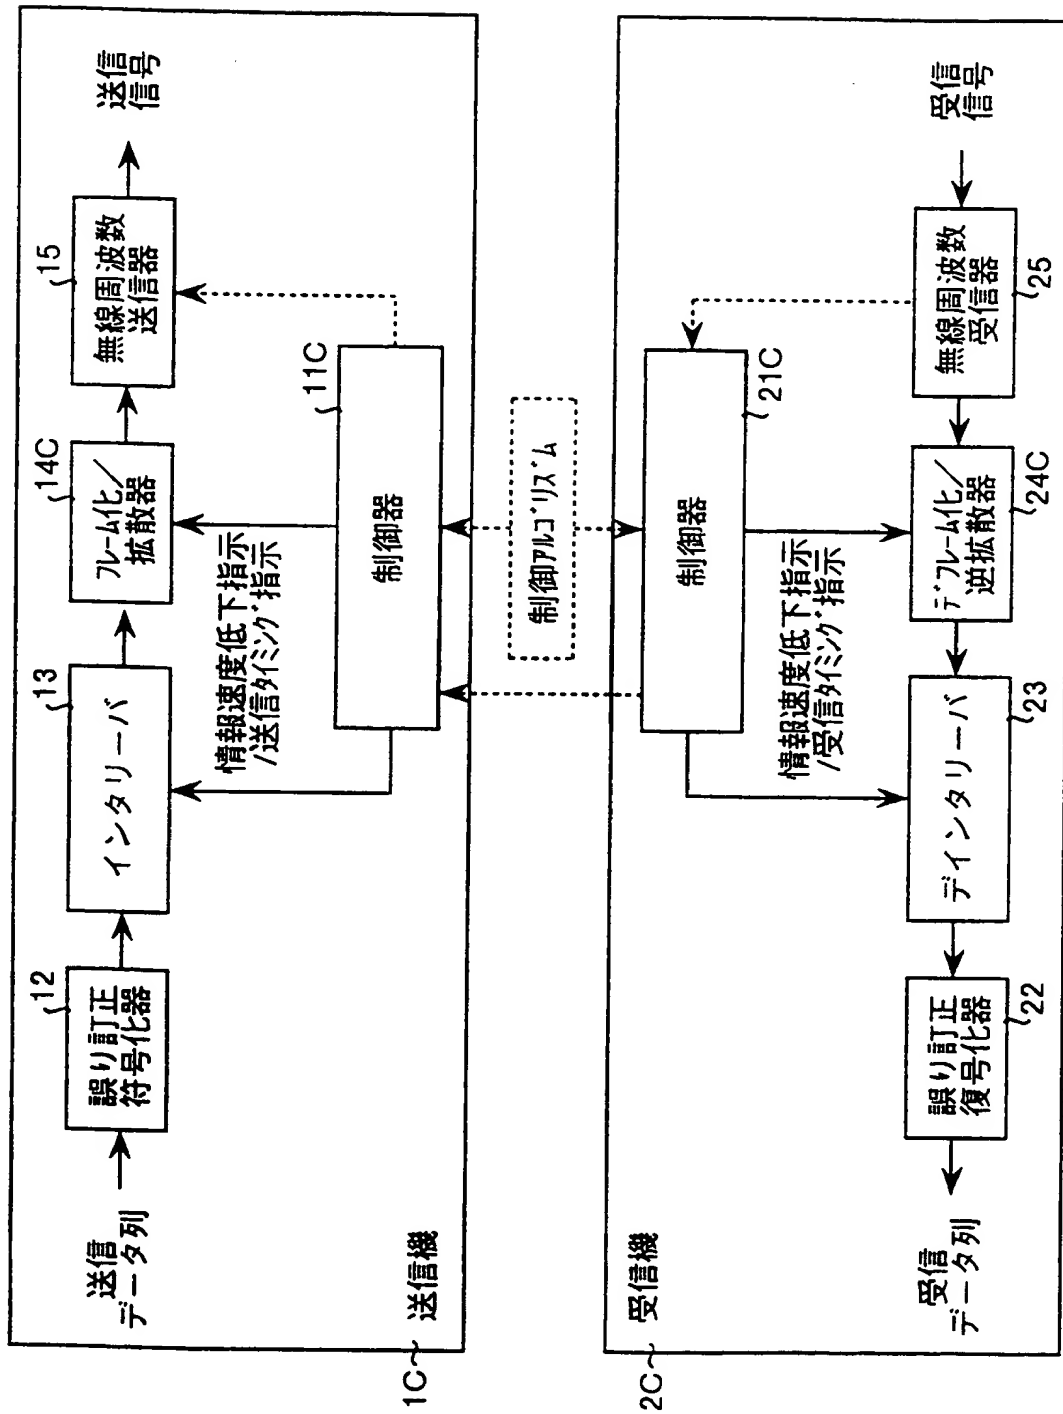 送信
データ列
12
誤り訂正
符号化器
13
インタリーバ
14C
フレーム化/
拡散器
15
無線周波数
送信器
送信
信号
情報速度低下指示
/送信タイミング指示
11C
制御器
1C
送信機
制御アルゴリズム
2C
受信機
制御器
21C
情報速度低下指示
/受信タイミング指示
受信
データ列
誤り訂正
復号化器
22
デインタリーバ
23
デフレーム化/
逆拡散器
24C
無線周波数
受信器
25
受信
信号